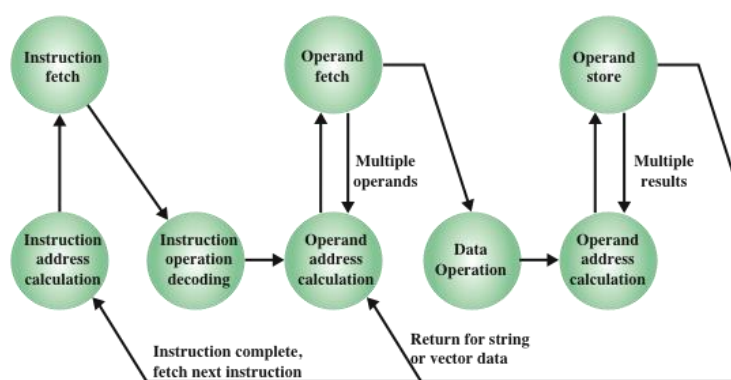 Instruction
fetch
Operand
fetch
Operand
store
Multiple
operands
Multiple
results
Instruction
address
calculation
Instruction
operation
decoding
Operand
address
calculation
Data
Operation
Operand
address
calculation
Instruction complete,
fetch next instruction
Return for string
or vector data